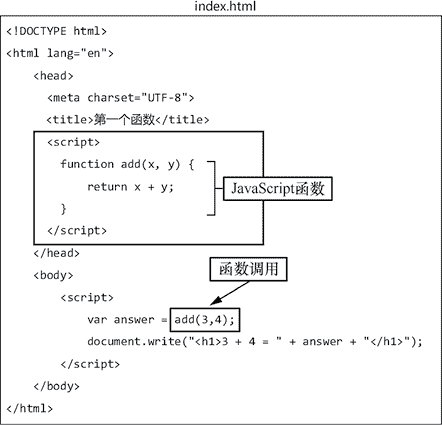 index.html
<!DOCTYPE html>
<html lang="en">
<head>
<meta charset="UTF-8">
<title>第一个函数</title>
<script>
function add(x, y) {
return x + y;
}
JavaScript函数
</script>
</head>
<body>
函数调用
<script>
var answer = add(3,4);
document.write("<h1>3 + 4 = " + answer + "</h1>");
</script>
</body>
</html>